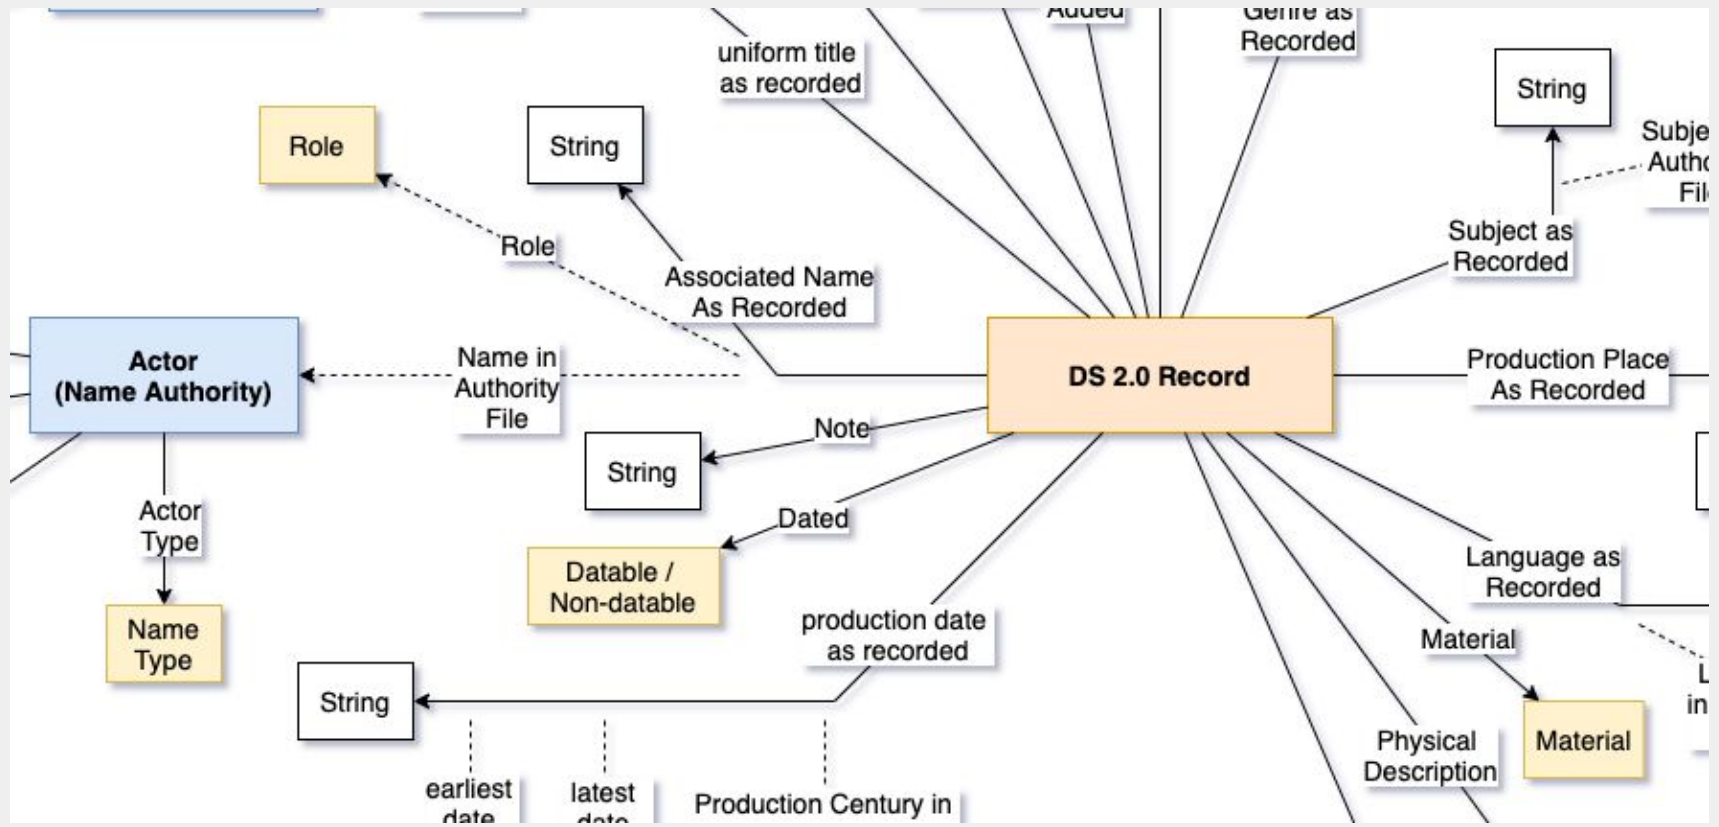 Added
Genre as
Recorded
uniform title
as recorded
String
Role
String
Role
Subject as
Recorded
Associated Name
As Recorded
Actor
(Name Authority)
Name in
Authority
File
DS 2.0 Record
Production Place
As Recorded
Note
String
Dated
Actor
Type
Datable /
Non-datable
Language as
Recorded
Name
Type
production date
as recorded
Material
String
Material
Physical
Description
earliest
date
latest
date
Production Century in